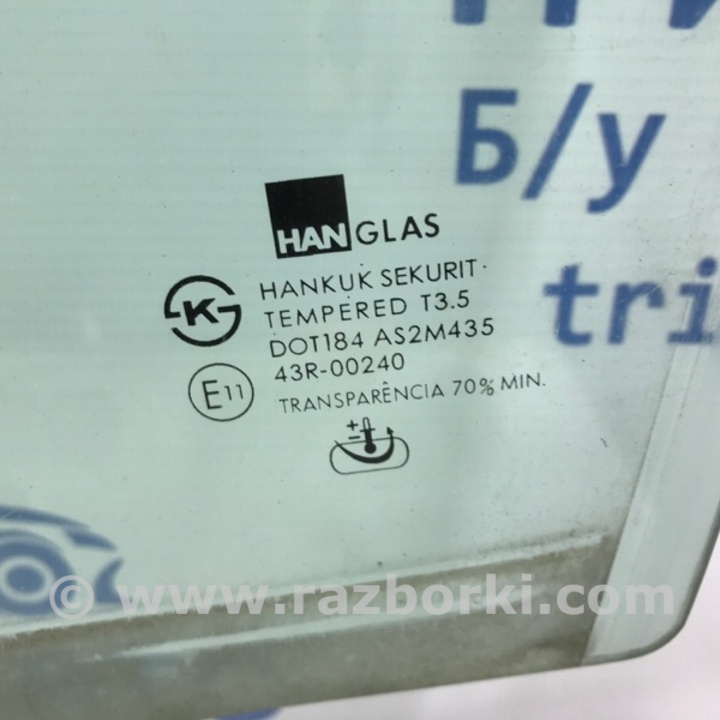 Б/у
tri
HANGLAS
HANKUK SEKURIT
TEMPERED T3.5
DOT184 AS2M435
43R-00240
E11
TRANSPARÊNCIA 70% MIN.
K
© www.razborki.com